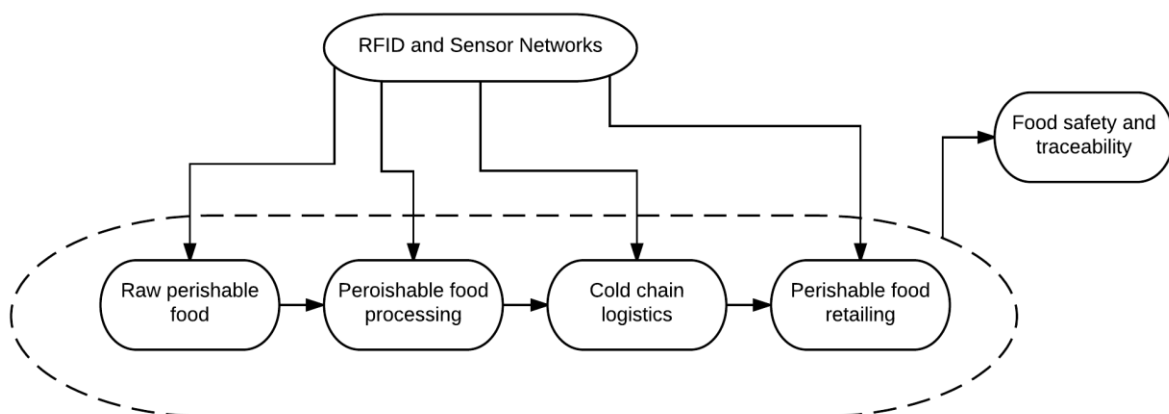 RFID and Sensor Networks
Food safety and
traceability
Raw perishable
food
Peroishable food
processing
Cold chain
logistics
Perishable food
retailing